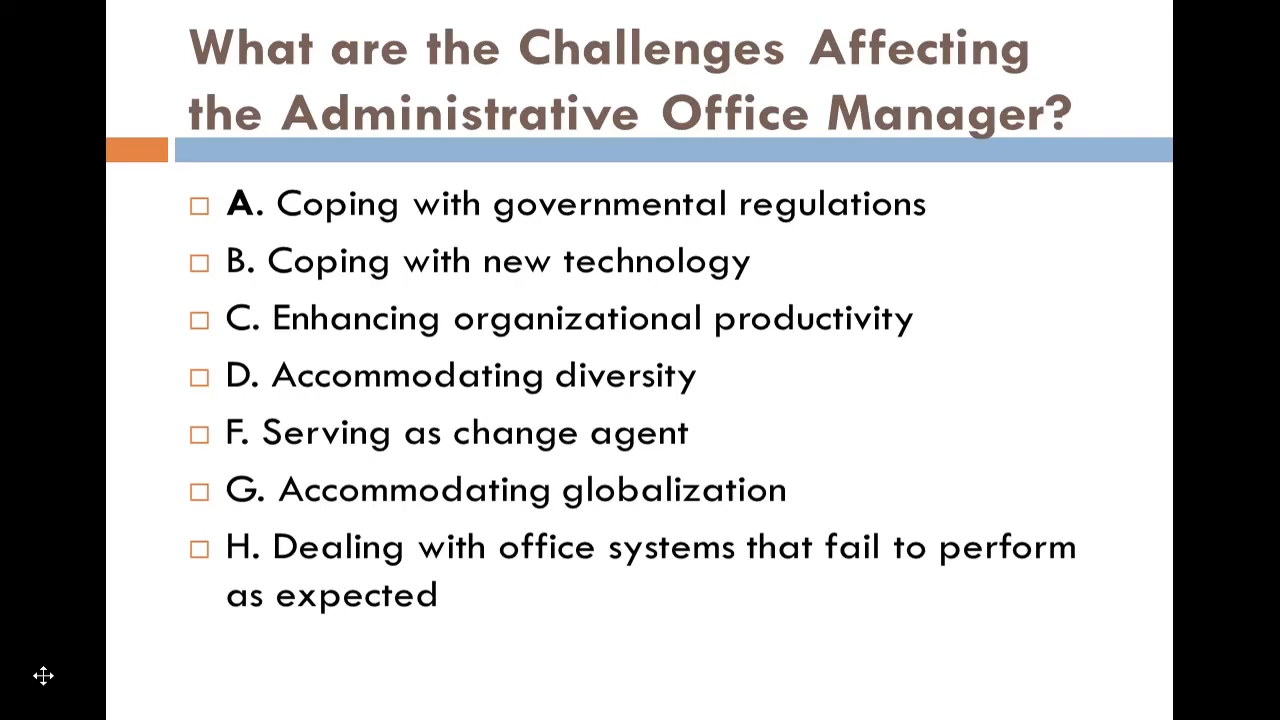 What are the Challenges Affecting
the Administrative Office Manager?
A. Coping with governmental regulations
B. Coping with new technology
C. Enhancing organizational productivity
D. Accommodating diversity
F. Serving as change agent
G. Accommodating globalization
H. Dealing with office systems that fail to perform
as expected